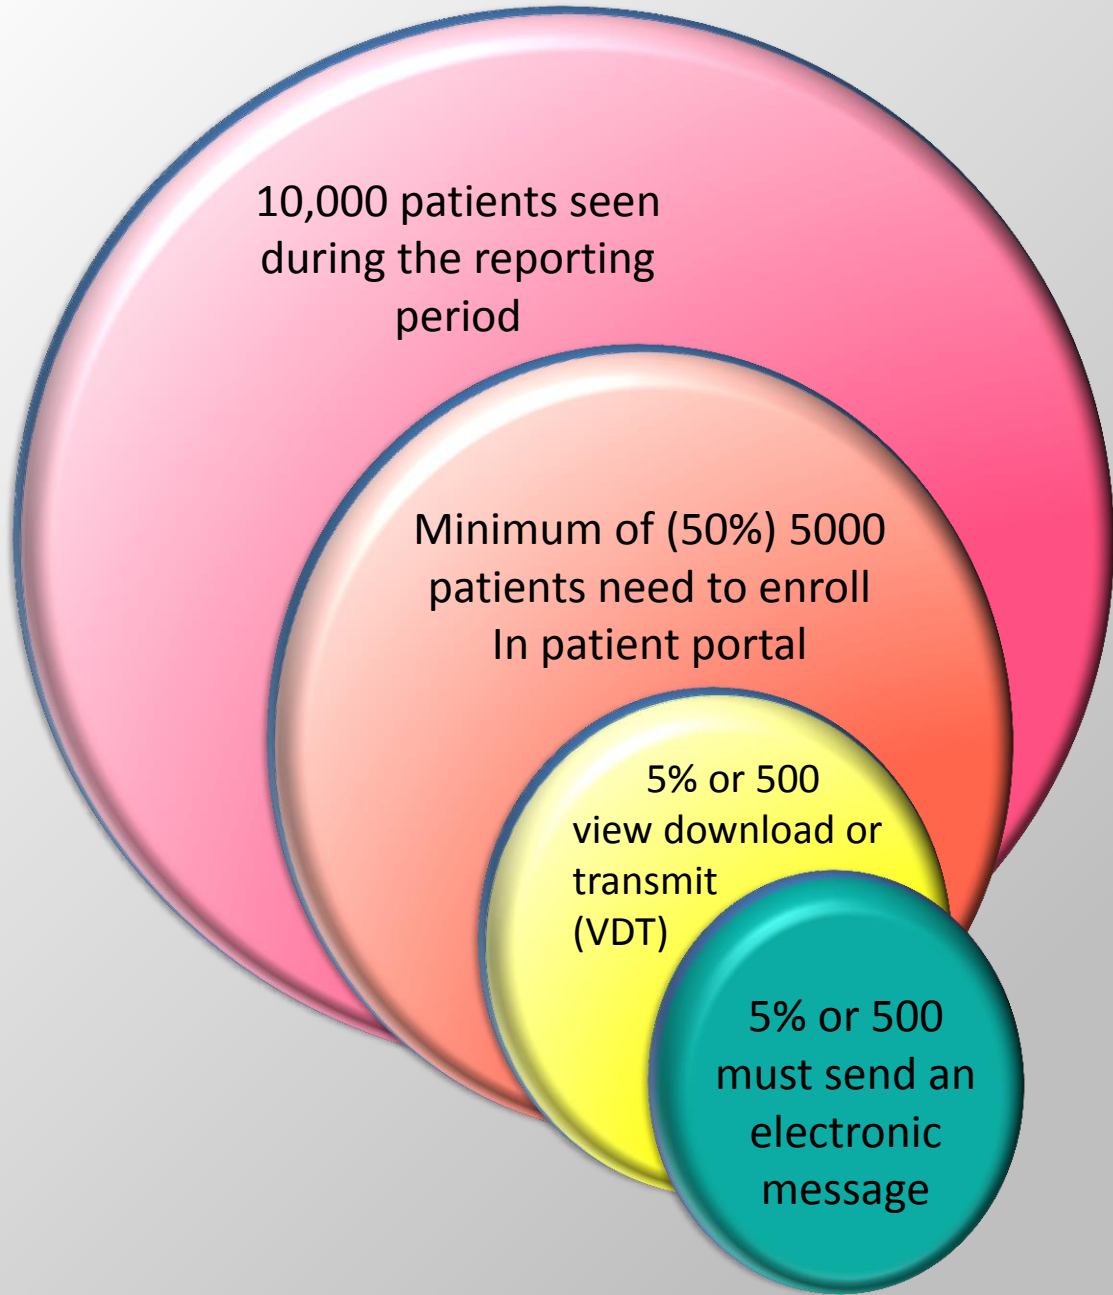 10,000 patients seen
during the reporting
period
Minimum of (50%) 5000
patients need to enroll
In patient portal
5% or 500
view download or
transmit
(VDT)
5% or 500
must send an
electronic
message